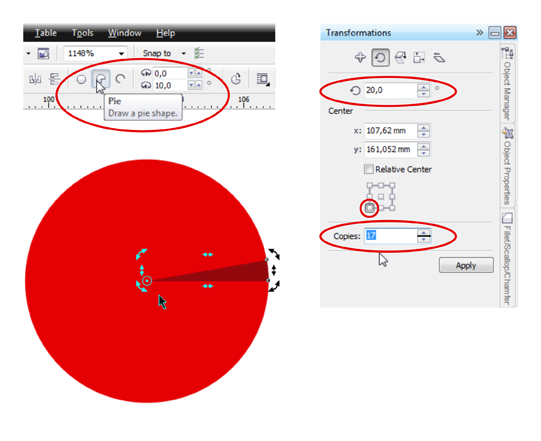 Table Tools Window Help
1148% Snap to
0,0 °
10,0
Pie
Draw a pie shape.
100 104 106
Transformations
20,0 °
Center
x: 107,62 mm
y: 161,052 mm
Relative Center
Copies: 17
Apply
Object Manager
Object Properties
Fillet/Scallop/Chamfer